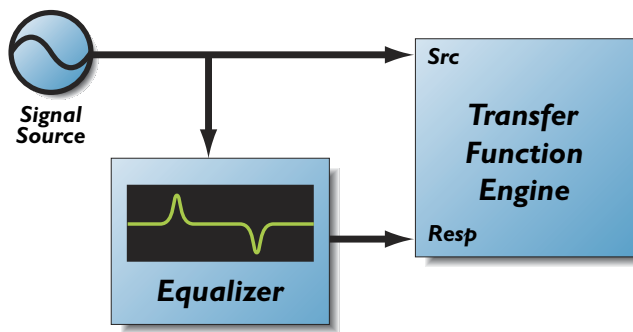 Signal
Source
Src
Transfer
Function
Engine
Resp
Equalizer